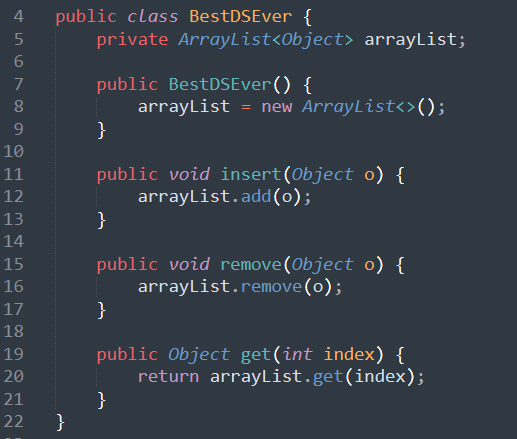 4 public class BestDSEver {
5     private ArrayList<Object> arrayList;
6
7     public BestDSEver() {
8         arrayList = new ArrayList<>();
9     }
10
11     public void insert(Object o) {
12         arrayList.add(o);
13     }
14
15     public void remove(Object o) {
16         arrayList.remove(o);
17     }
18
19     public Object get(int index) {
20         return arrayList.get(index);
21     }
22 }